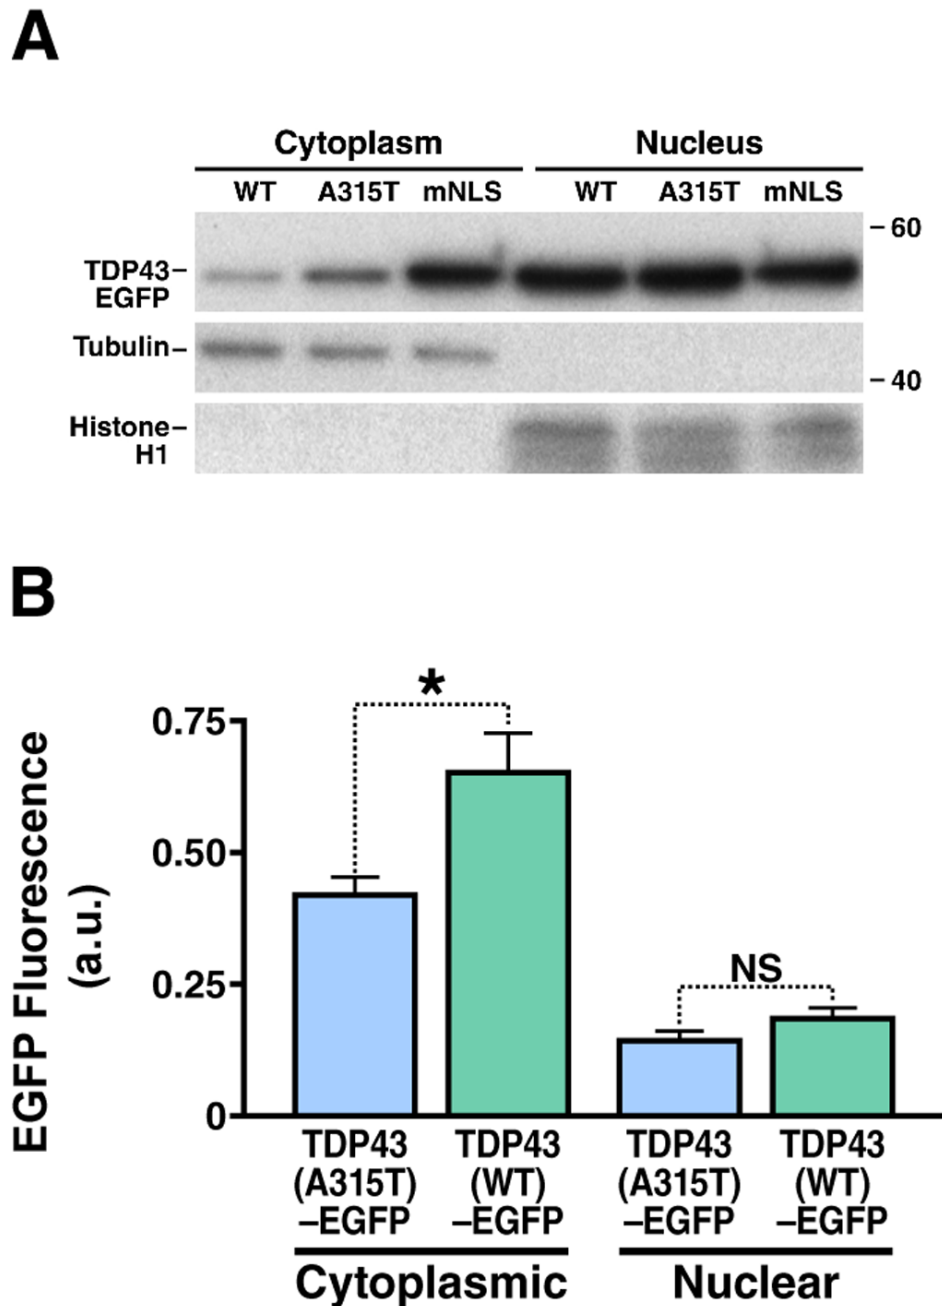 A
Cytoplasm Nucleus
WT A315T mNLS WT A315T mNLS
– 60
TDP43–
EGFP
Tubulin–
– 40
Histone–
H1
B
EGFP Fluorescence
(a.u.)
*
0.75
0.50
NS
0.25
0
TDP43 TDP43 TDP43 TDP43
(A315T) (WT) (A315T) (WT)
–EGFP –EGFP –EGFP –EGFP
Cytoplasmic Nuclear